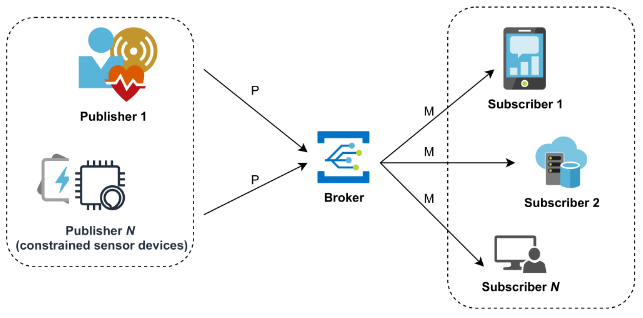 Publisher 1
Publisher N
(constrained sensor devices)
P
P
Broker
M
M
M
Subscriber 1
Subscriber 2
Subscriber N